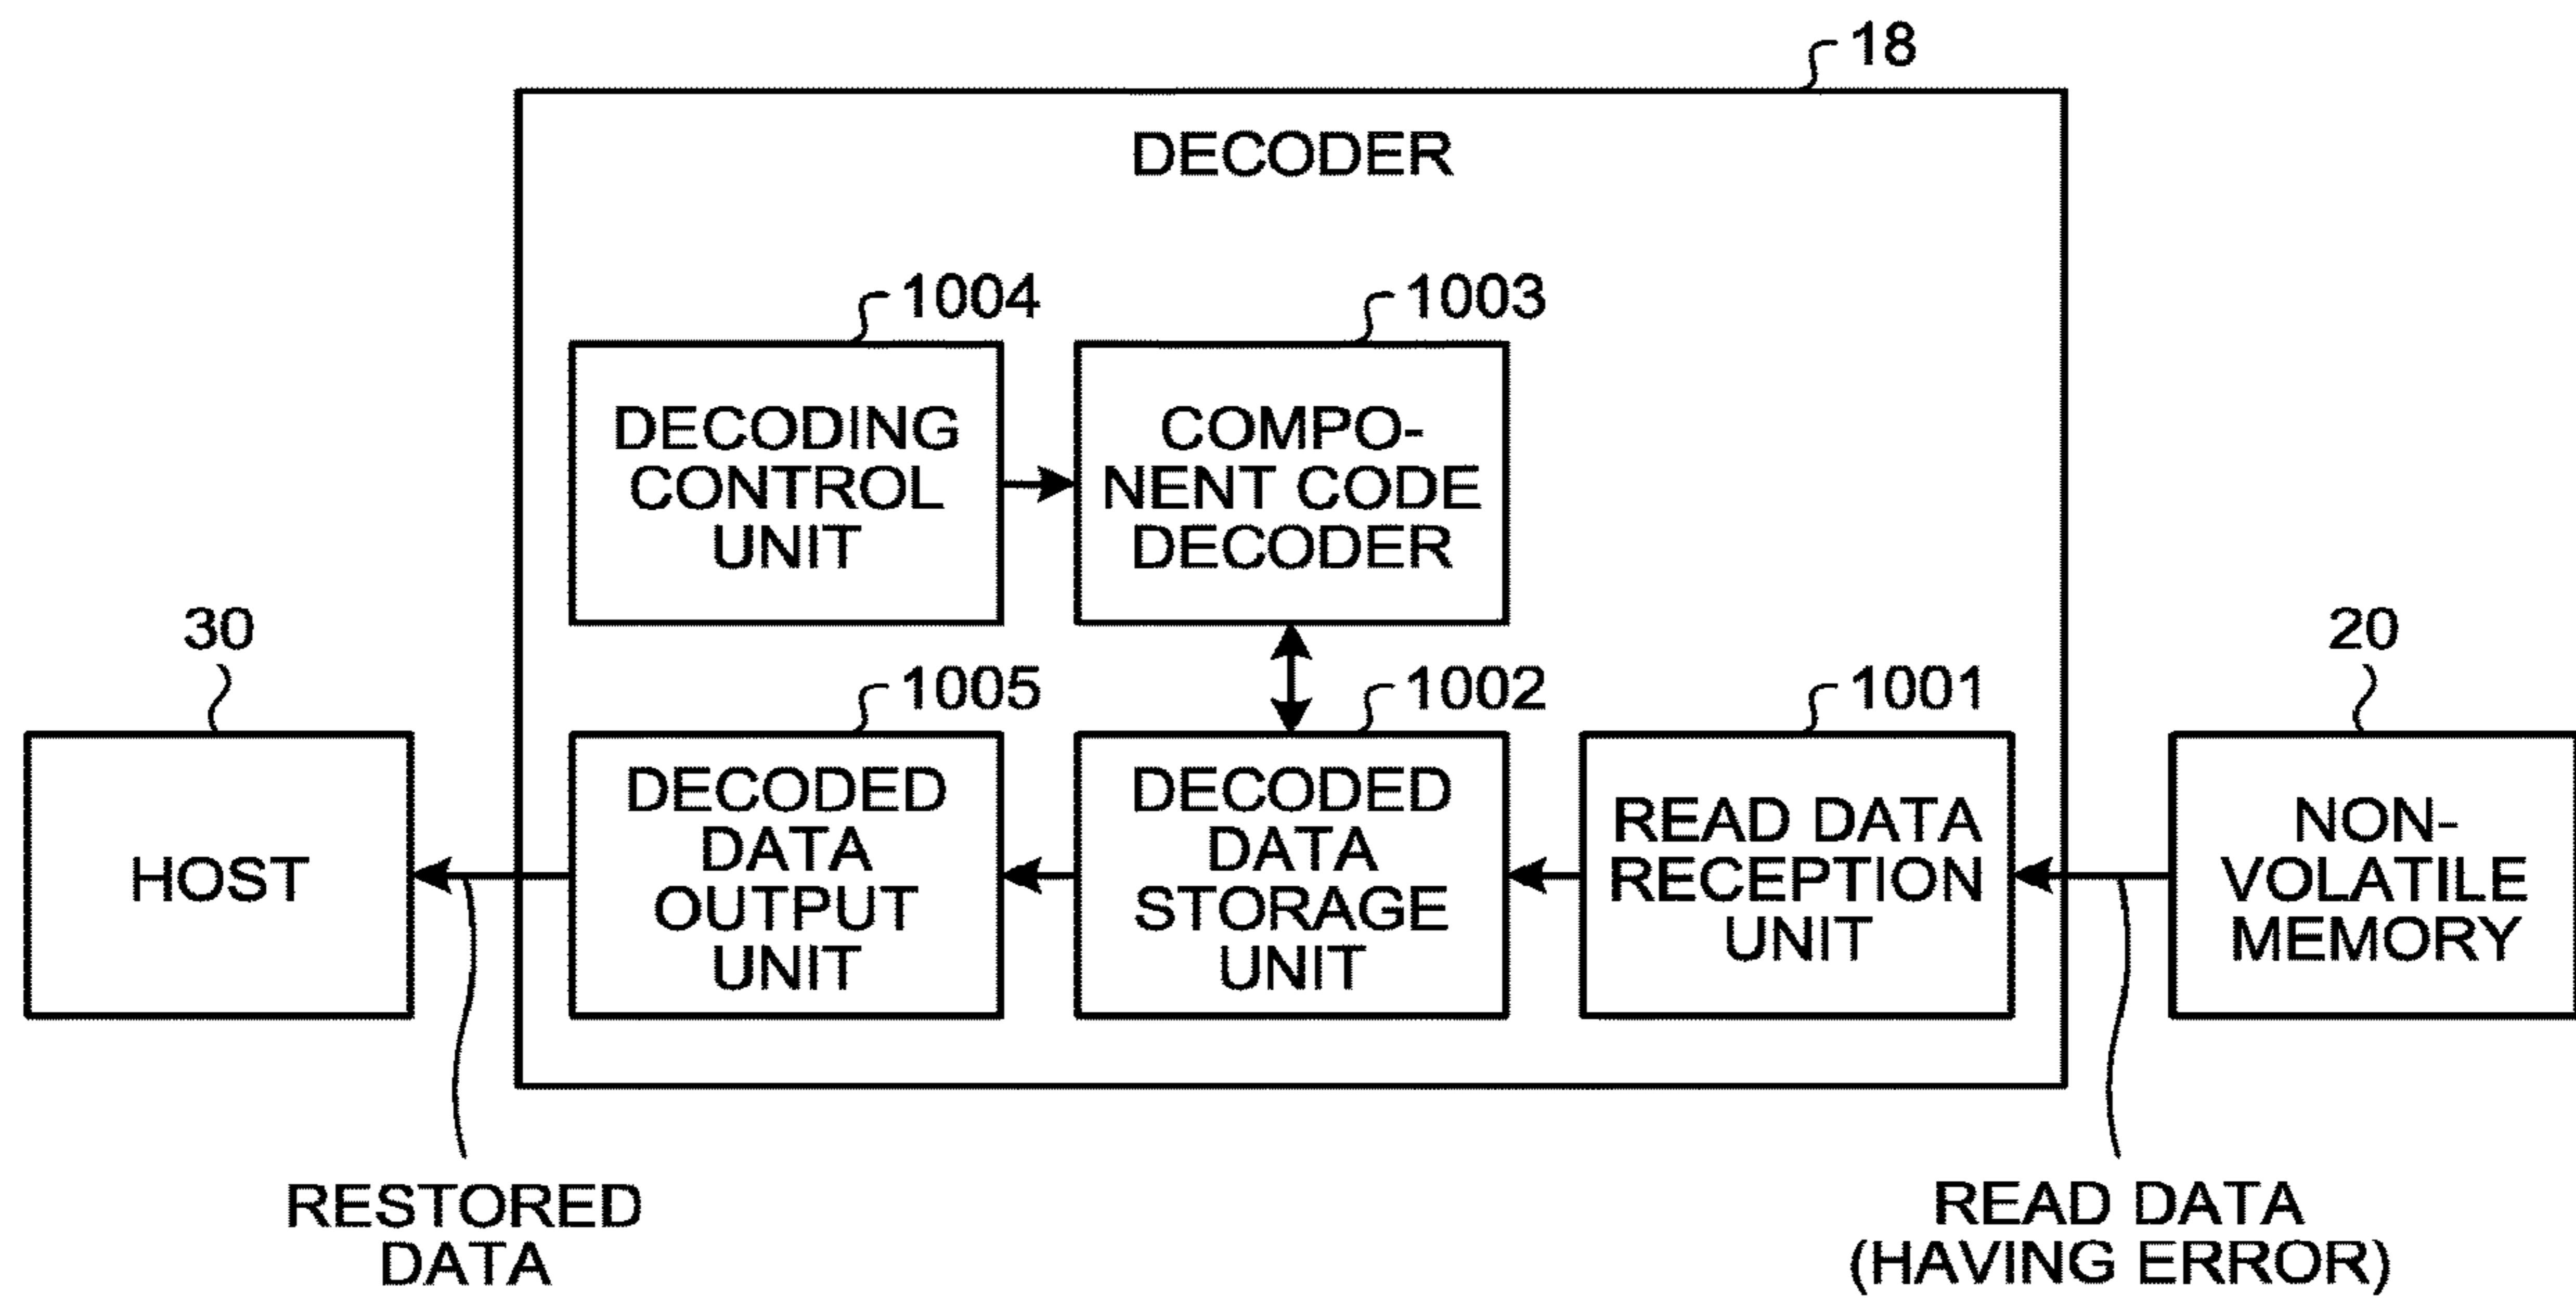 18
DECODER
1004
1003
DECODING
CONTROL
UNIT
COMPO-
NENT CODE
DECODER
30
20
1005
1002
1001
HOST
DECODED
DATA
OUTPUT
UNIT
DECODED
DATA
STORAGE
UNIT
READ DATA
RECEPTION
UNIT
NON-
VOLATILE
MEMORY
RESTORED
DATA
READ DATA
(HAVING ERROR)